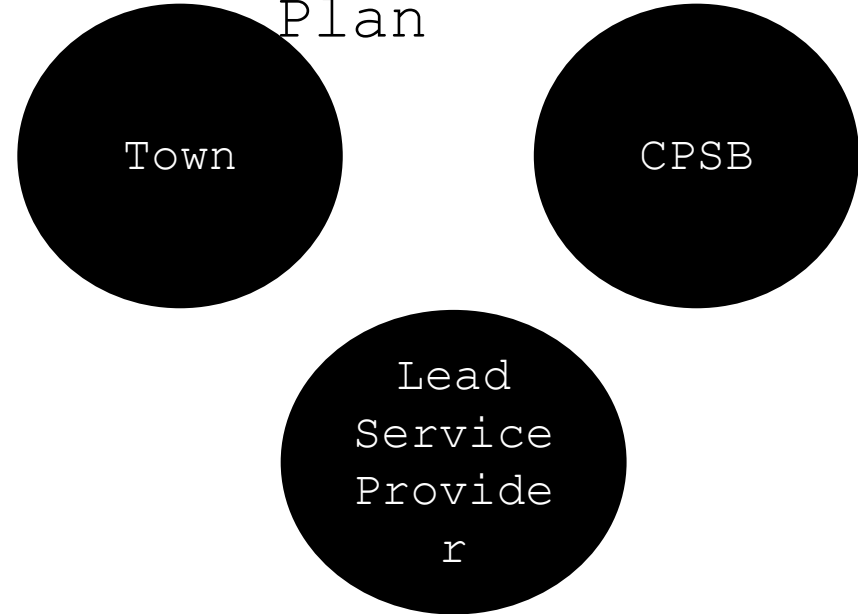 Plan
Town
CPSB
Lead
Service
Provide
r